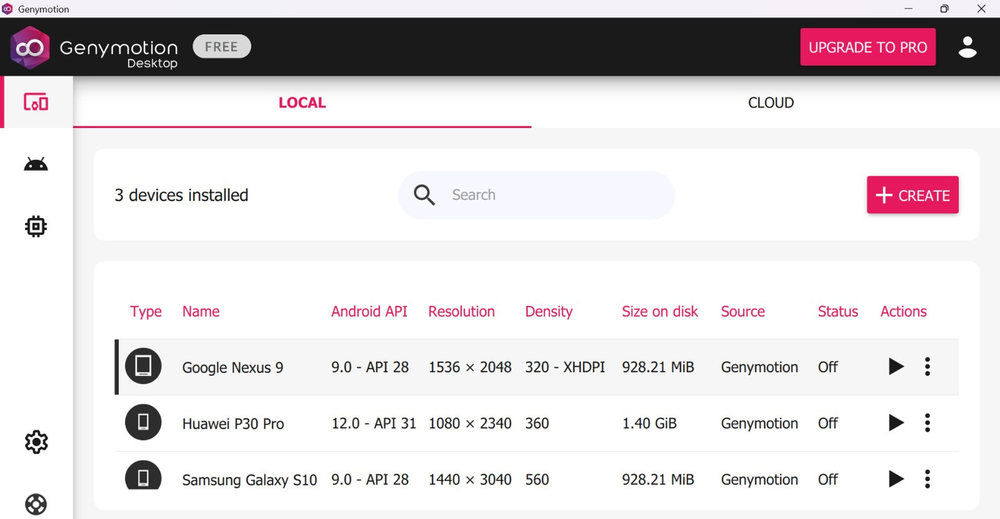 Genymotion
Genymotion Desktop FREE
UPGRADE TO PRO
LOCAL CLOUD
3 devices installed Search + CREATE
Type Name Android API Resolution Density Size on disk Source Status Actions
Google Nexus 9 9.0 - API 28 1536 × 2048 320 - XHDPI 928.21 MiB Genymotion Off
Huawei P30 Pro 12.0 - API 31 1080 × 2340 360 1.40 GiB Genymotion Off
Samsung Galaxy S10 9.0 - API 28 1440 × 3040 560 928.21 MiB Genymotion Off